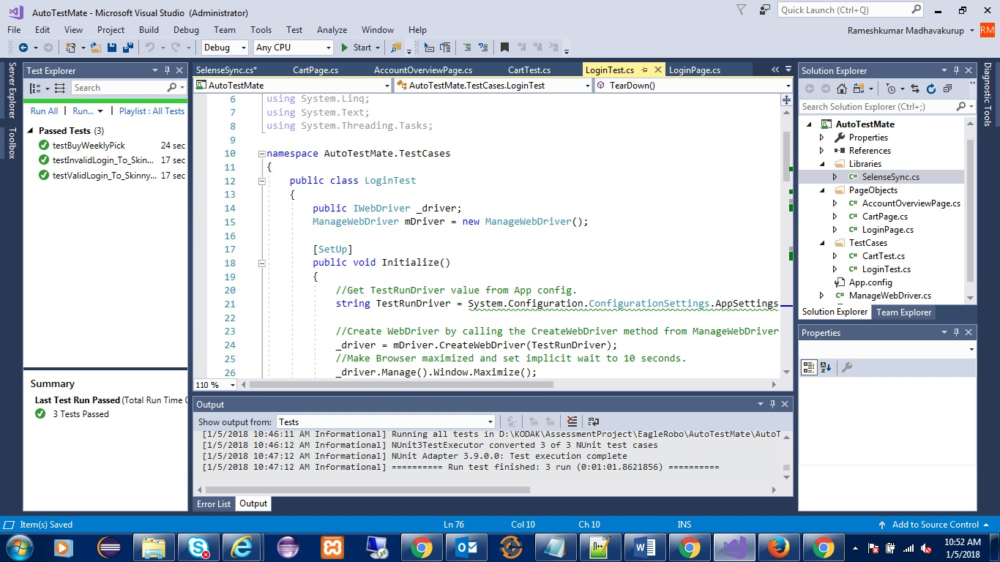 AutoTestMate - Microsoft Visual Studio (Administrator)
Quick Launch (Ctrl+Q)
File Edit View Project Build Debug Team Tools Test Analyze Window Help
Rameshkumar Madhavakurup RM
Debug Any CPU Start
Server Explorer
Toolbox
Test Explorer
Search
Run All | Run... | Playlist : All Tests
Passed Tests (3)
testBuyWeeklyPick 24 sec
testInvalidLogin_To_Skin... 17 sec
testValidLogin_To_Skinny... 17 sec
Summary
Last Test Run Passed (Total Run Time 0
3 Tests Passed
SelenseSync.cs* CartPage.cs AccountOverviewPage.cs CartTest.cs LoginTest.cs LoginPage.cs
AutoTestMate AutoTestMate.TestCases.LoginTest TearDown()
6 using System.Linq;
7 using System.Text;
8 using System.Threading.Tasks;
9
10 namespace AutoTestMate.TestCases
11 {
12 public class LoginTest
13 {
14 public IWebDriver _driver;
15 ManageWebDriver mDriver = new ManageWebDriver();
16
17 [SetUp]
18 public void Initialize()
19 {
20 //Get TestRunDriver value from App config.
21 string TestRunDriver = System.Configuration.ConfigurationSettings.AppSettings
22
23 //Create WebDriver by calling the CreateWebDriver method from ManageWebDriver
24 _driver = mDriver.CreateWebDriver(TestRunDriver);
25 //Make Browser maximized and set implicit wait to 10 seconds.
26 _driver.Manage().Window.Maximize();
110 %
Output
Show output from: Tests
[1/5/2018 10:46:11 AM Informational] Running all tests in D:\KODAK\AssessmentProject\EagleRobo\AutoTestMate\AutoT
[1/5/2018 10:47:12 AM Informational] NUnit3TestExecutor converted 3 of 3 NUnit test cases
[1/5/2018 10:47:12 AM Informational] NUnit Adapter 3.9.0.0: Test execution complete
[1/5/2018 10:47:12 AM Informational] ========== Run test finished: 3 run (0:01:01.8621856) ==========
Error List Output
Solution Explorer
Search Solution Explorer (Ctrl+;)
AutoTestMate
Properties
References
Libraries
C# SelenseSync.cs
PageObjects
C# AccountOverviewPage.cs
C# CartPage.cs
C# LoginPage.cs
TestCases
C# CartTest.cs
C# LoginTest.cs
App.config
C# ManageWebDriver.cs
Solution Explorer Team Explorer
Properties
Diagnostic Tools
Item(s) Saved Ln 76 Col 10 Ch 10 INS Add to Source Control
10:52 AM
1/5/2018